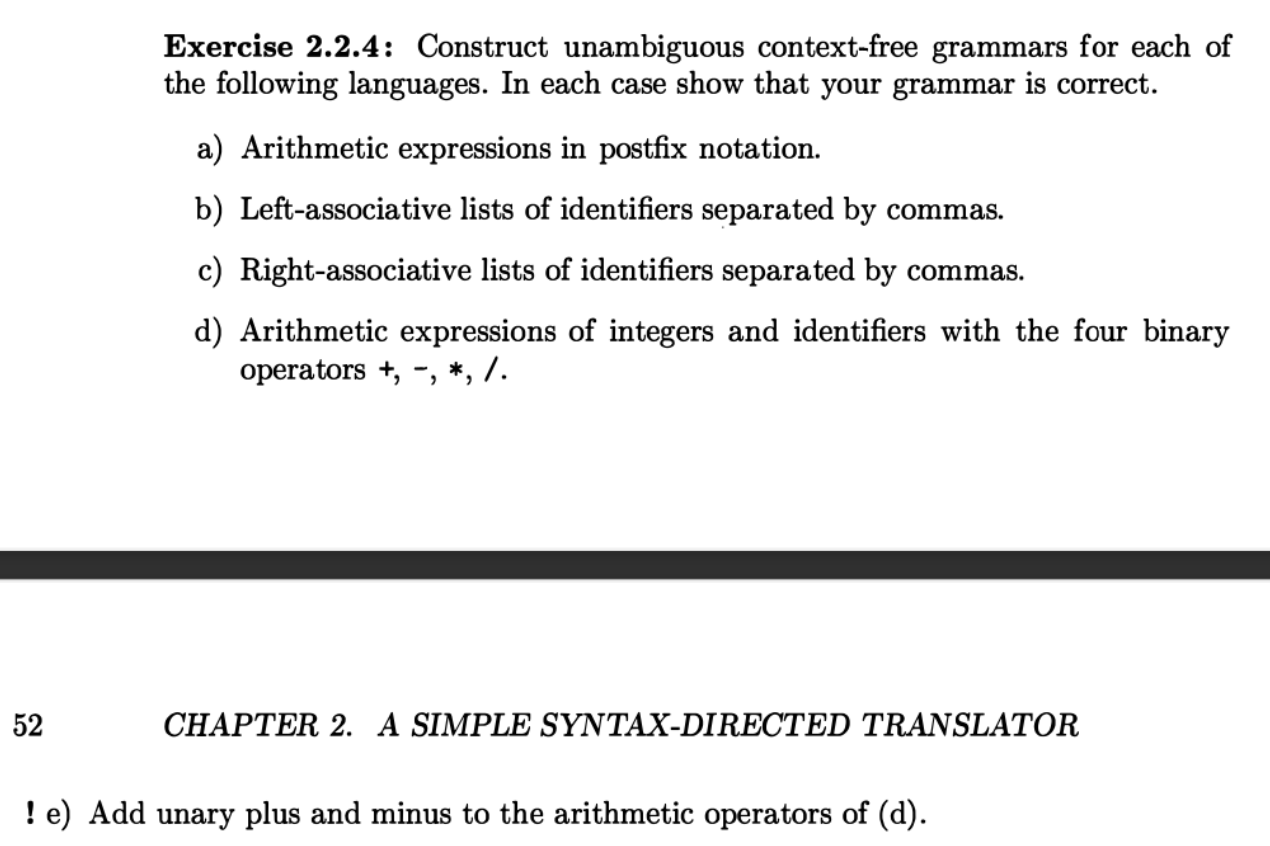 Exercise 2.2.4: Construct unambiguous context-free grammars for each of
the following languages. In each case show that your grammar is correct.
a) Arithmetic expressions in postfix notation.
b) Left-associative lists of identifiers separated by commas.
c) Right-associative lists of identifiers separated by commas.
d) Arithmetic expressions of integers and identifiers with the four binary
operators +, -, *, /.
52 CHAPTER 2. A SIMPLE SYNTAX-DIRECTED TRANSLATOR
! e) Add unary plus and minus to the arithmetic operators of (d).